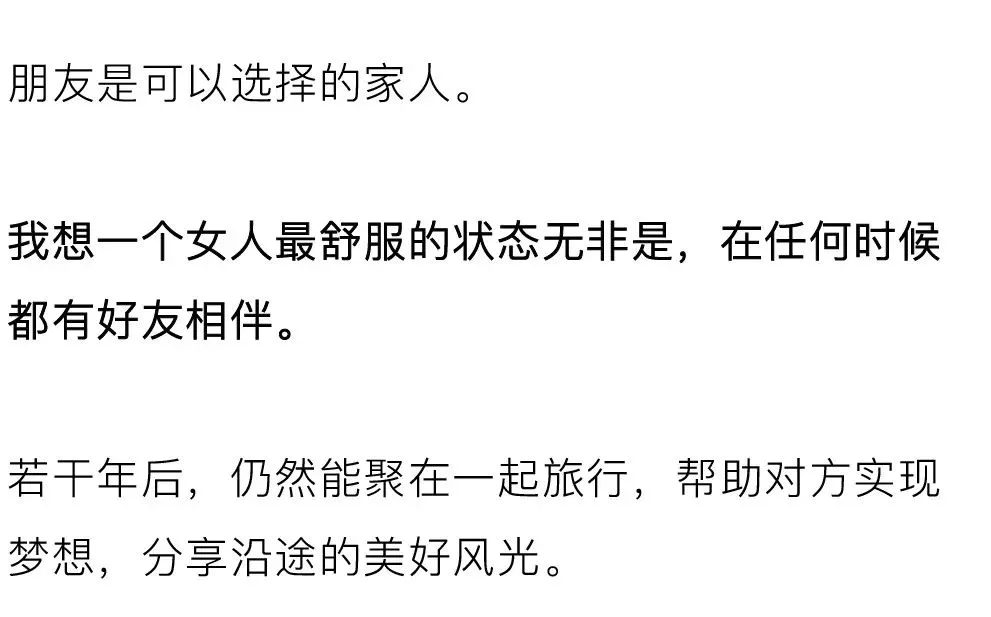 朋友是可以选择的家人。
我想一个女人最舒服的状态无非是，在任何时候
都有好友相伴。
若干年后，仍然能聚在一起旅行，帮助对方实现
梦想，分享沿途的美好风光。